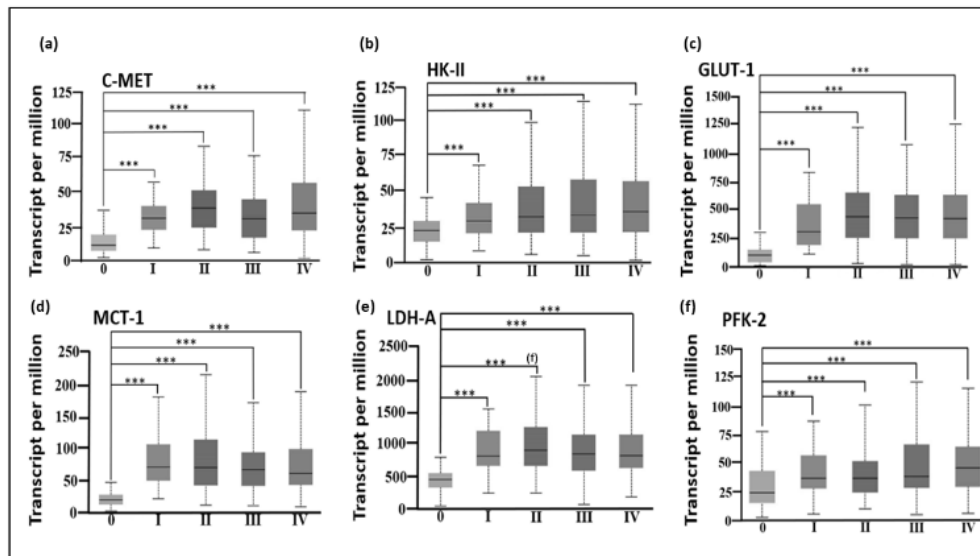 (a)
C-MET
Transcript per million
125
100
75
50
25
0
***
***
***
***
0 I II III IV
(b)
HK-II
Transcript per million
125
100
75
50
25
0
***
***
***
***
0 I II III IV
(c)
GLUT-1
Transcript per million
1500
1250
1000
750
500
250
0
***
***
***
***
0 I II III IV
(d)
MCT-1
Transcript per million
250
200
150
100
50
0
***
***
***
***
0 I II III IV
(e)
LDH-A
Transcript per million
2500
2000
1500
1000
500
0
***
***
*** (f)
***
0 I II III IV
(f)
PFK-2
Transcript per million
150
125
100
75
50
25
0
***
***
***
***
0 I II III IV